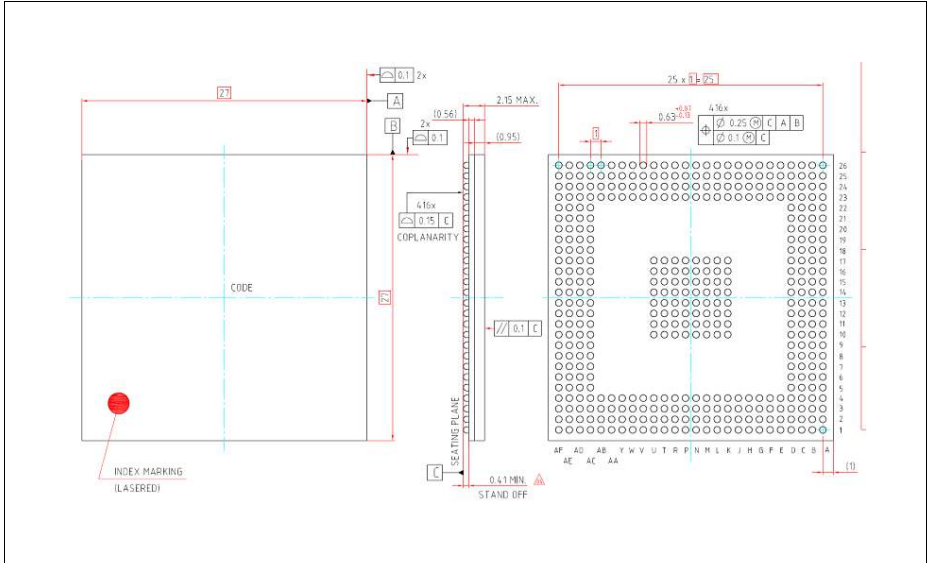 ⌓ 0.1 2x
27
A
B
2x
⌓ 0.1
CODE
27
INDEX MARKING
(LASERED)
2.15 MAX.
(0.56)
(0.95)
416x
⌓ 0.15 C
COPLANARITY
// 0.1 C
SEATING PLANE
C
0.41 MIN.
STAND OFF
25 x 1 = 25
1
0.63 +0.07 -0.13
416x
⌖ Ø 0.25 Ⓜ C A B
Ø 0.1 Ⓜ C
26
25
24
23
22
21
20
19
18
17
16
15
14
13
12
11
10
9
8
7
6
5
4
3
2
1
AF AD AB Y W V U T R P N M L K J H G F E D C B A
AE AC AA
(1)